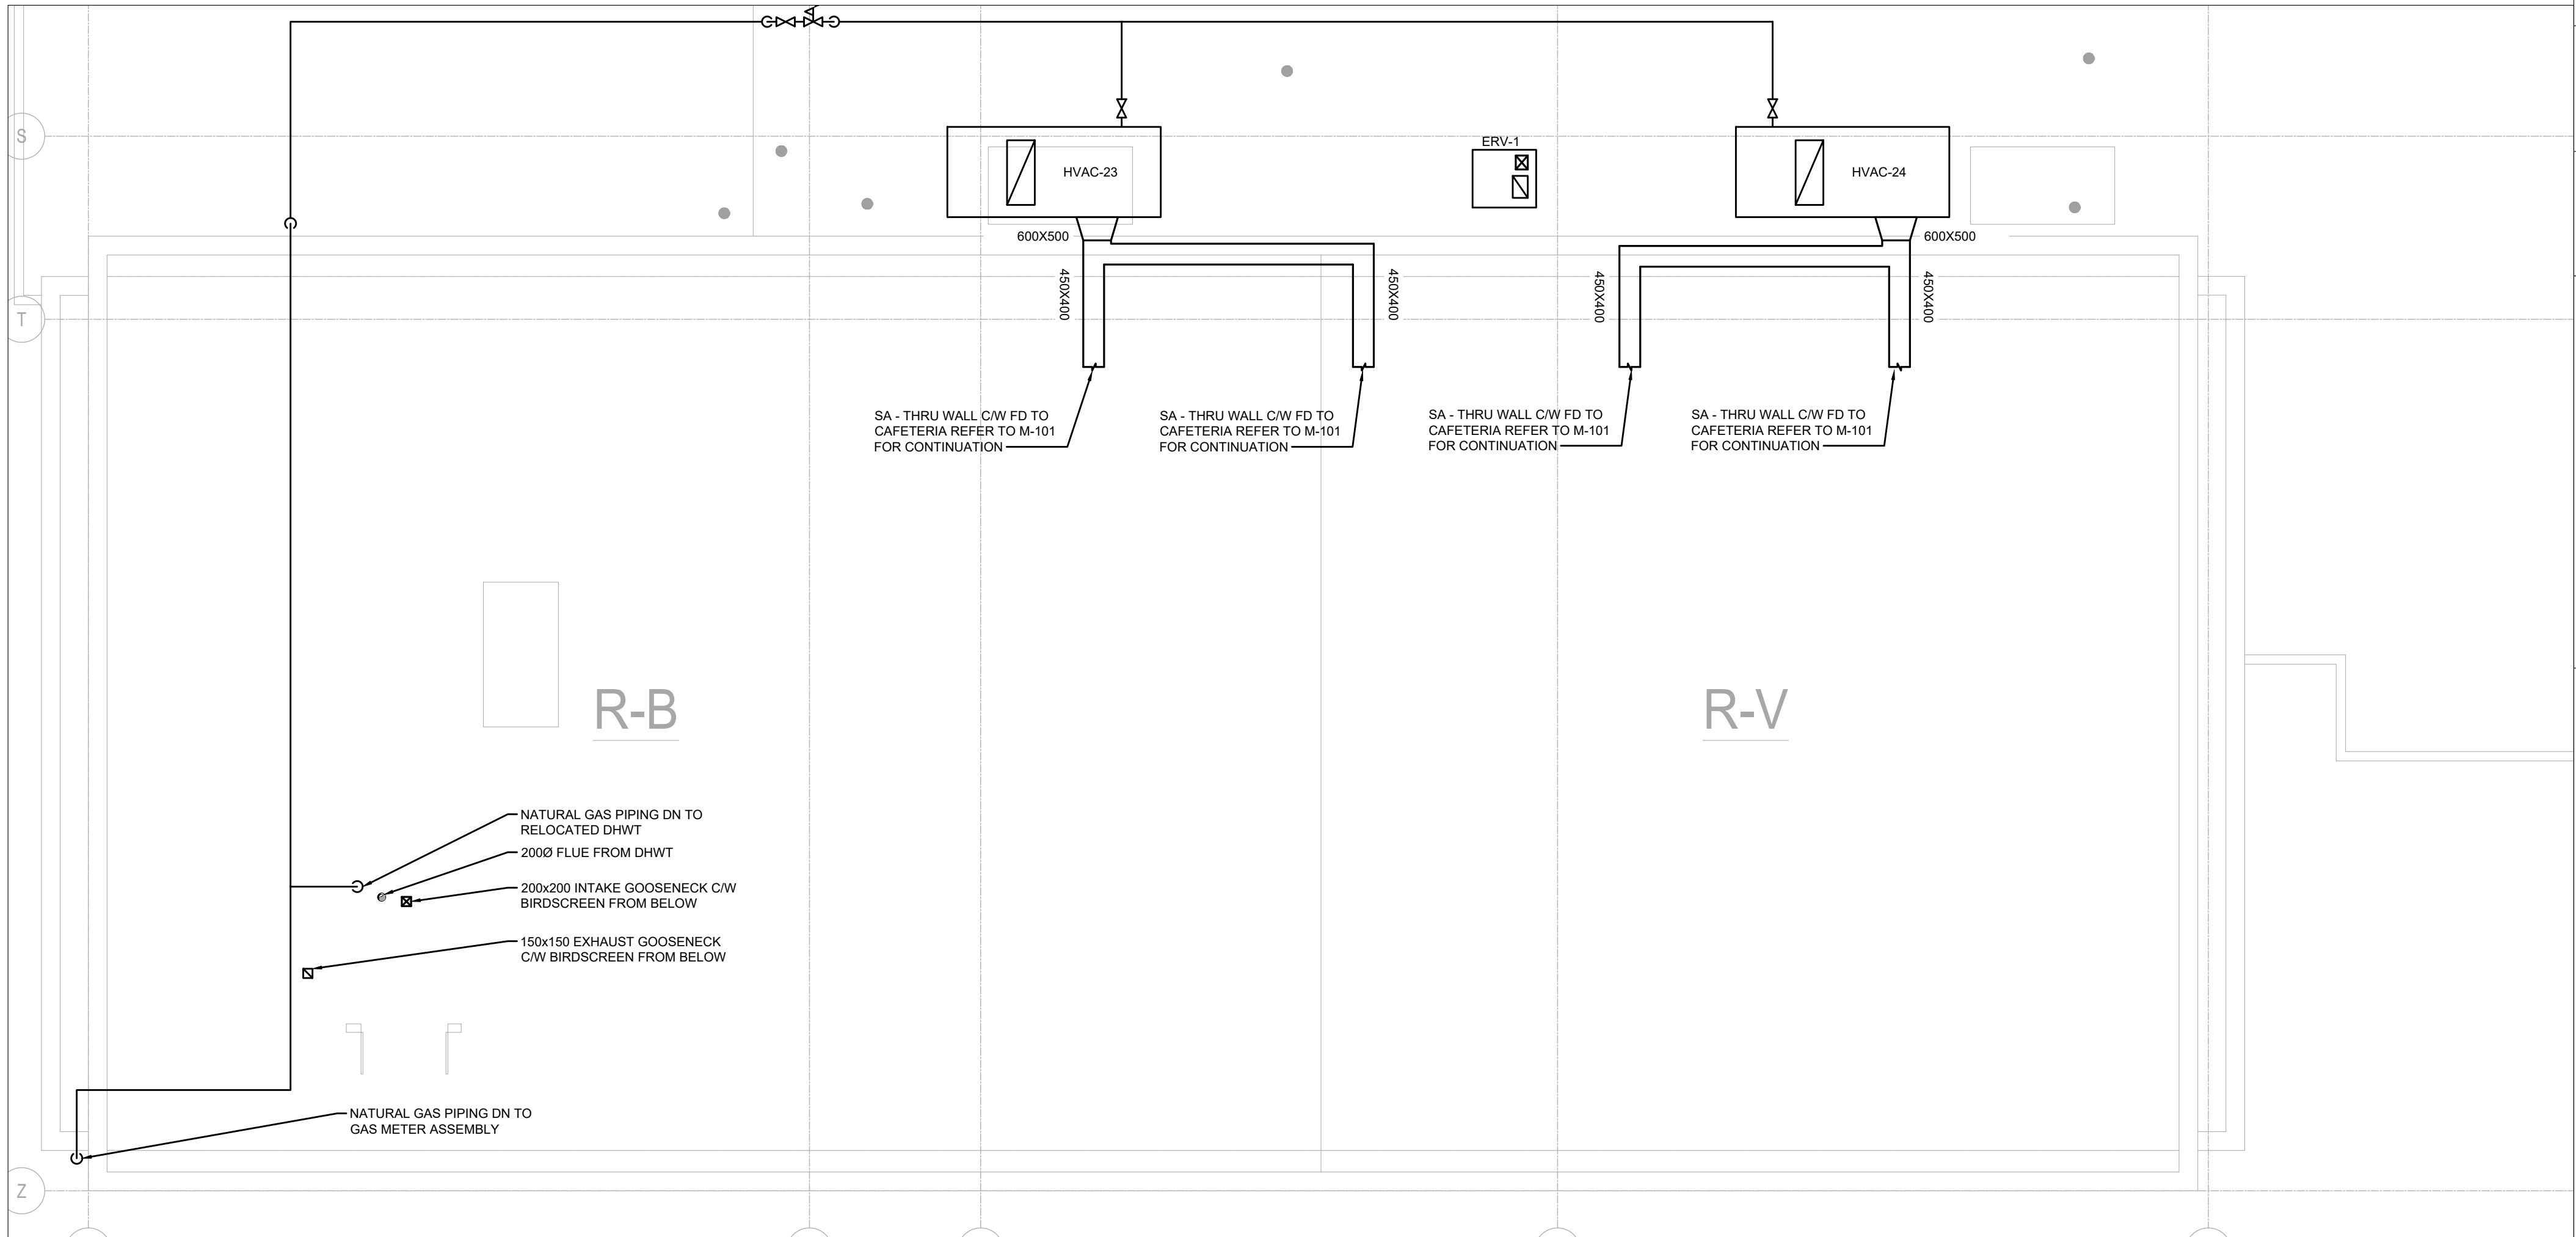 S
ERV-1
HVAC-23
HVAC-24
600X500
600X500
450X400
450X400
450X400
450X400
T
SA - THRU WALL C/W FD TO
CAFETERIA REFER TO M-101
FOR CONTINUATION
SA - THRU WALL C/W FD TO
CAFETERIA REFER TO M-101
FOR CONTINUATION
SA - THRU WALL C/W FD TO
CAFETERIA REFER TO M-101
FOR CONTINUATION
SA - THRU WALL C/W FD TO
CAFETERIA REFER TO M-101
FOR CONTINUATION
R-B
R-V
NATURAL GAS PIPING DN TO
RELOCATED DHWT
200Ø FLUE FROM DHWT
200x200 INTAKE GOOSENECK C/W
BIRDSCREEN FROM BELOW
150x150 EXHAUST GOOSENECK
C/W BIRDSCREEN FROM BELOW
NATURAL GAS PIPING DN TO
GAS METER ASSEMBLY
Z